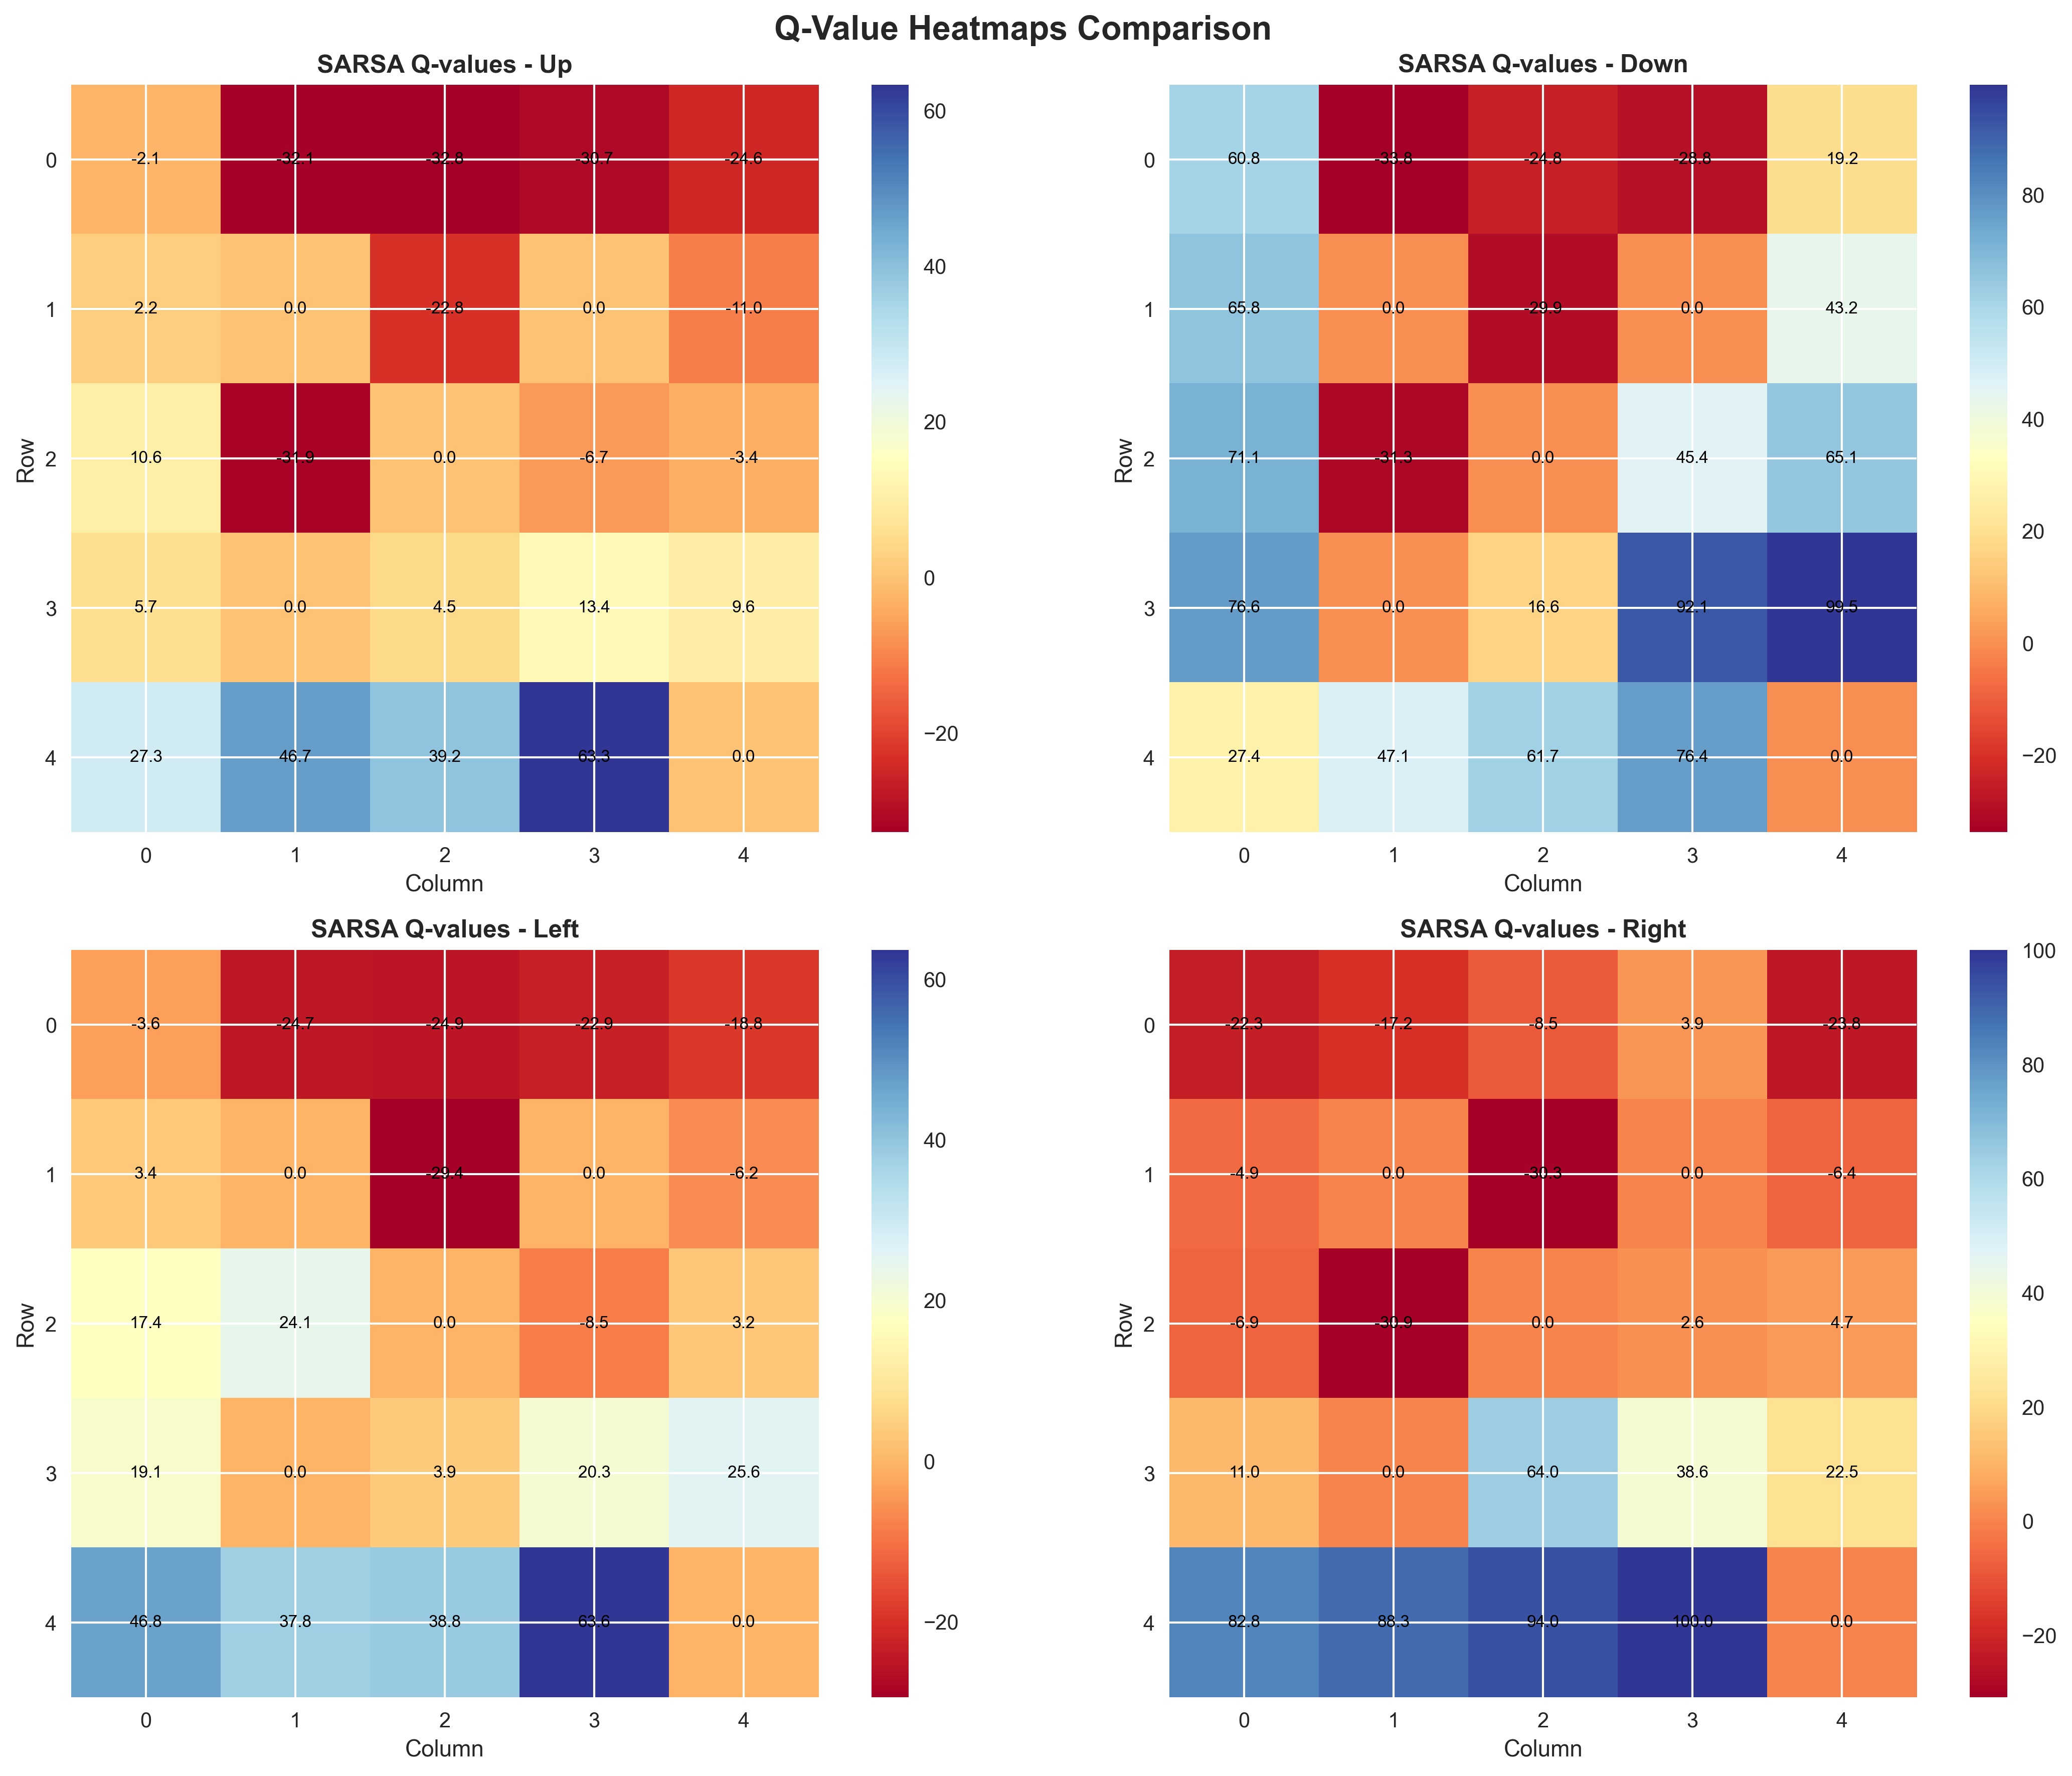 Q-Value Heatmaps Comparison
SARSA Q-values - Up
Row
0
1
2
3
4
-2.1 -32.1 -32.8 -30.7 -24.6
2.2 0.0 -22.8 0.0 -11.0
10.6 -31.9 0.0 -6.7 -3.4
5.7 0.0 4.5 13.4 9.6
27.3 46.7 39.2 63.3 0.0
0 1 2 3 4
Column
60
40
20
0
−20
SARSA Q-values - Down
Row
0
1
2
3
4
60.8 -33.8 -24.8 -28.8 19.2
65.8 0.0 -29.9 0.0 43.2
71.1 -31.3 0.0 45.4 65.1
76.6 0.0 16.6 92.1 99.5
27.4 47.1 61.7 76.4 0.0
0 1 2 3 4
Column
80
60
40
20
0
−20
SARSA Q-values - Left
Row
0
1
2
3
4
-3.6 -24.7 -24.9 -22.9 -18.8
3.4 0.0 -29.4 0.0 -6.2
17.4 24.1 0.0 -8.5 3.2
19.1 0.0 3.9 20.3 25.6
46.8 37.8 38.8 63.6 0.0
0 1 2 3 4
Column
60
40
20
0
−20
SARSA Q-values - Right
Row
0
1
2
3
4
-22.3 -17.2 -8.5 3.9 -23.8
-4.9 0.0 -30.3 0.0 -6.4
-6.9 -30.9 0.0 2.6 4.7
11.0 0.0 64.0 38.6 22.5
82.8 88.3 94.0 100.0 0.0
0 1 2 3 4
Column
100
80
60
40
20
0
−20